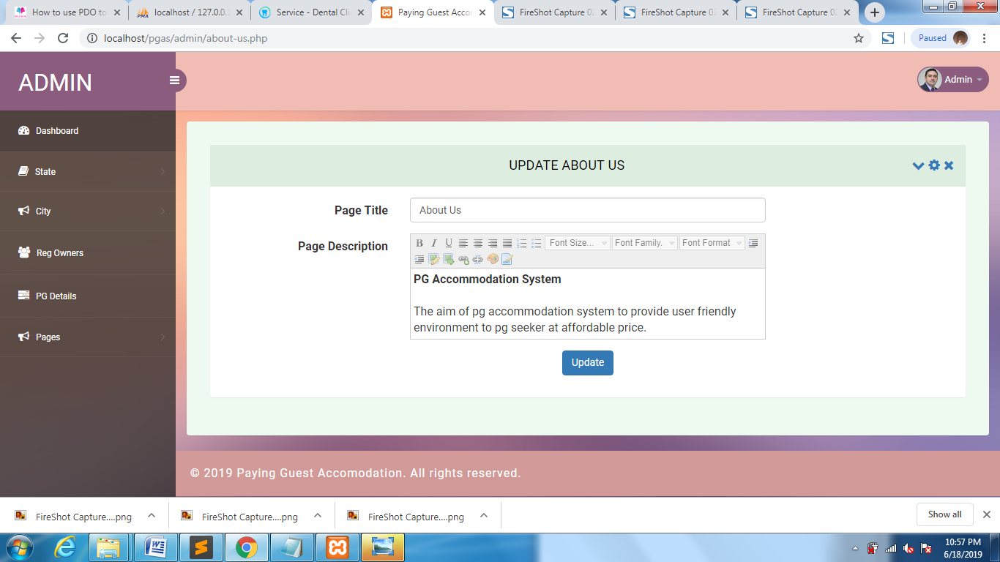 How to use PDO to
localhost / 127.0.0.
Service - Dental Cli
Paying Guest Accor
FireShot Capture 02
FireShot Capture 02
FireShot Capture 02
localhost/pgas/admin/about-us.php
Paused
ADMIN
Admin
Dashboard
State
City
Reg Owners
PG Details
Pages
UPDATE ABOUT US
Page Title
About Us
Page Description
B I U Font Size... Font Family. Font Format
PG Accommodation System
The aim of pg accommodation system to provide user friendly
environment to pg seeker at affordable price.
Update
© 2019 Paying Guest Accomodation. All rights reserved.
FireShot Capture....png
FireShot Capture....png
FireShot Capture....png
Show all
10:57 PM
6/18/2019